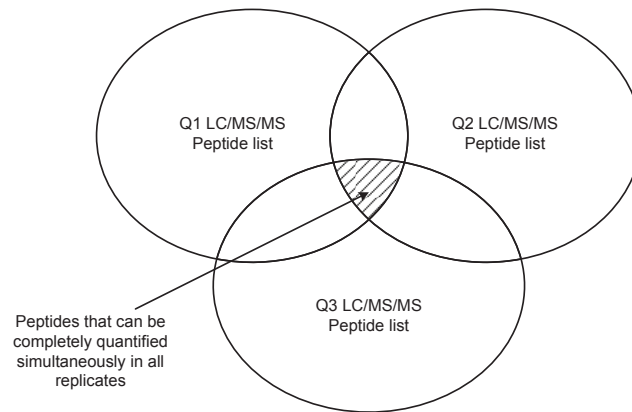 Q1 LC/MS/MS
Peptide list
Q2 LC/MS/MS
Peptide list
Q3 LC/MS/MS
Peptide list
Peptides that can be
completely quantified
simultaneously in all
replicates